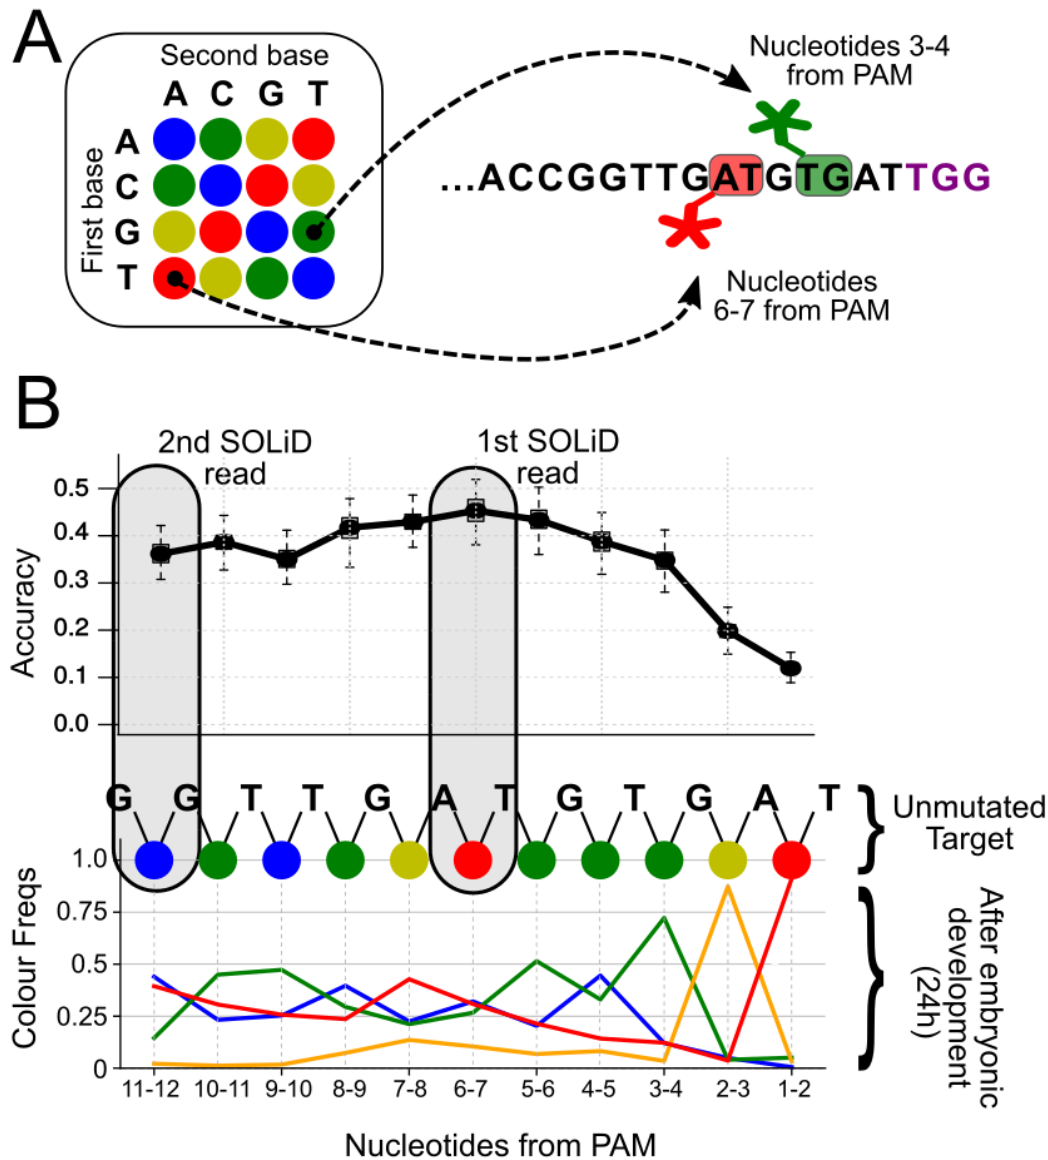 A
Second base
A C G T
First base
A
C
G
T
Nucleotides 3-4
from PAM
...ACCGGTTGATGTGATTGG
Nucleotides
6-7 from PAM
B
2nd SOLiD
read
1st SOLiD
read
Accuracy
0.5
0.4
0.3
0.2
0.1
0.0
G G T T G A T G T G A T
Unmutated
Target
Colour Freqs
1.0
0.75
0.5
0.25
0
After embryonic
development
(24h)
11-12 10-11 9-10 8-9 7-8 6-7 5-6 4-5 3-4 2-3 1-2
Nucleotides from PAM